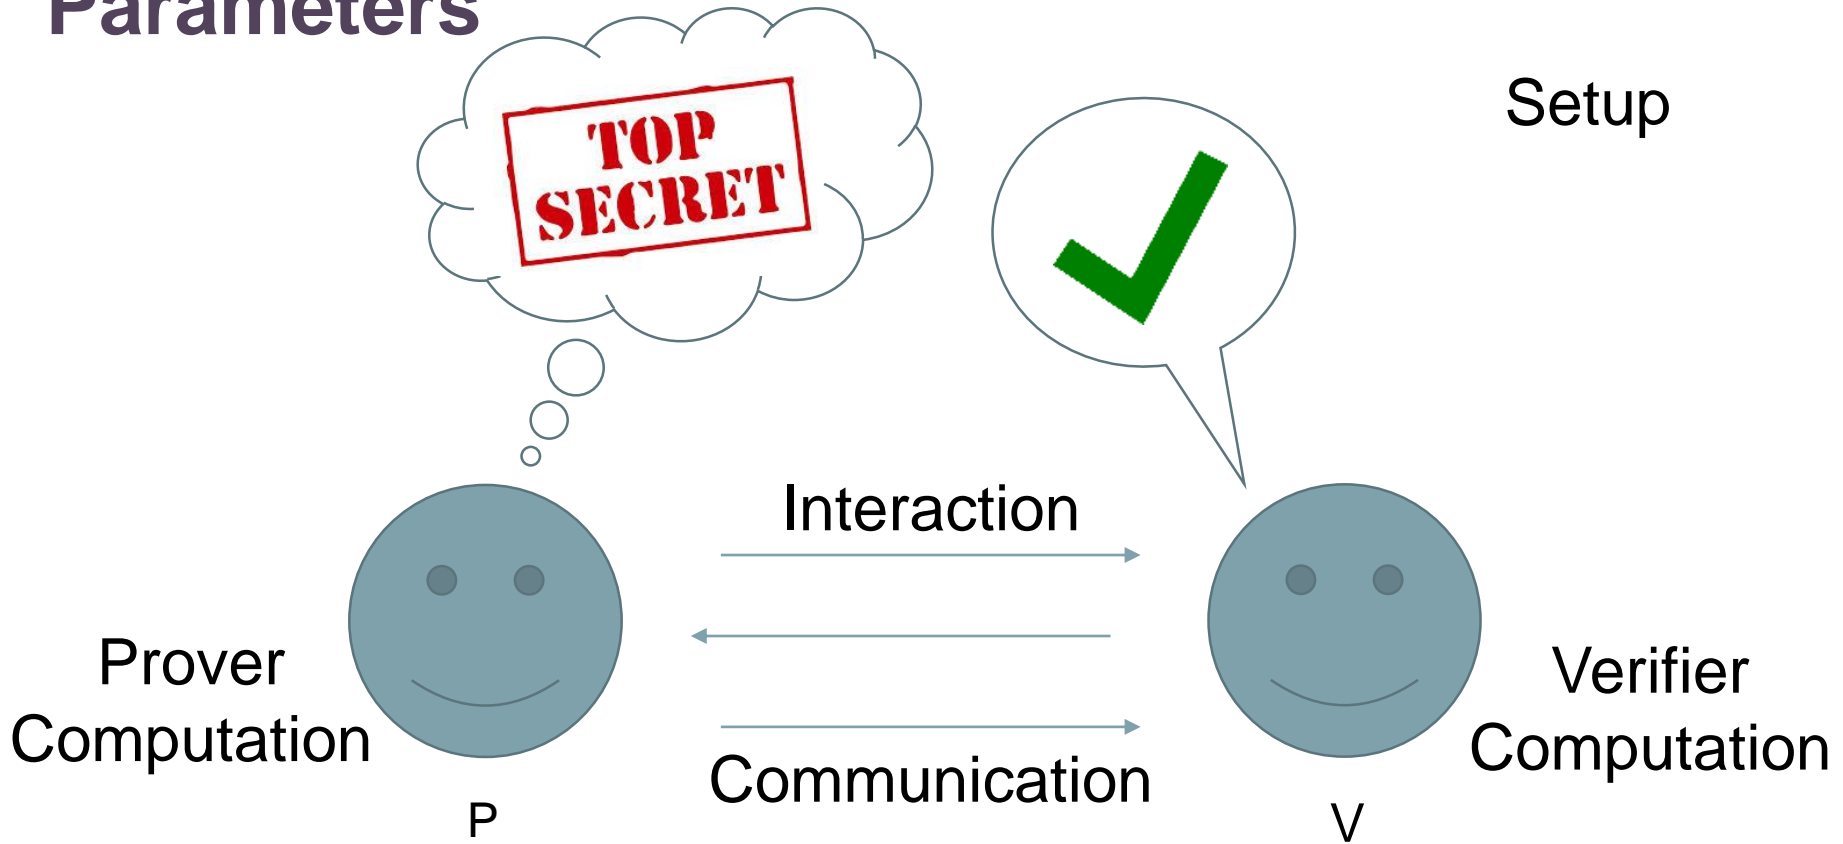 Parameters
Setup
TOP
SECRET
Interaction
Prover
Computation
Verifier
Computation
Communication
P
V